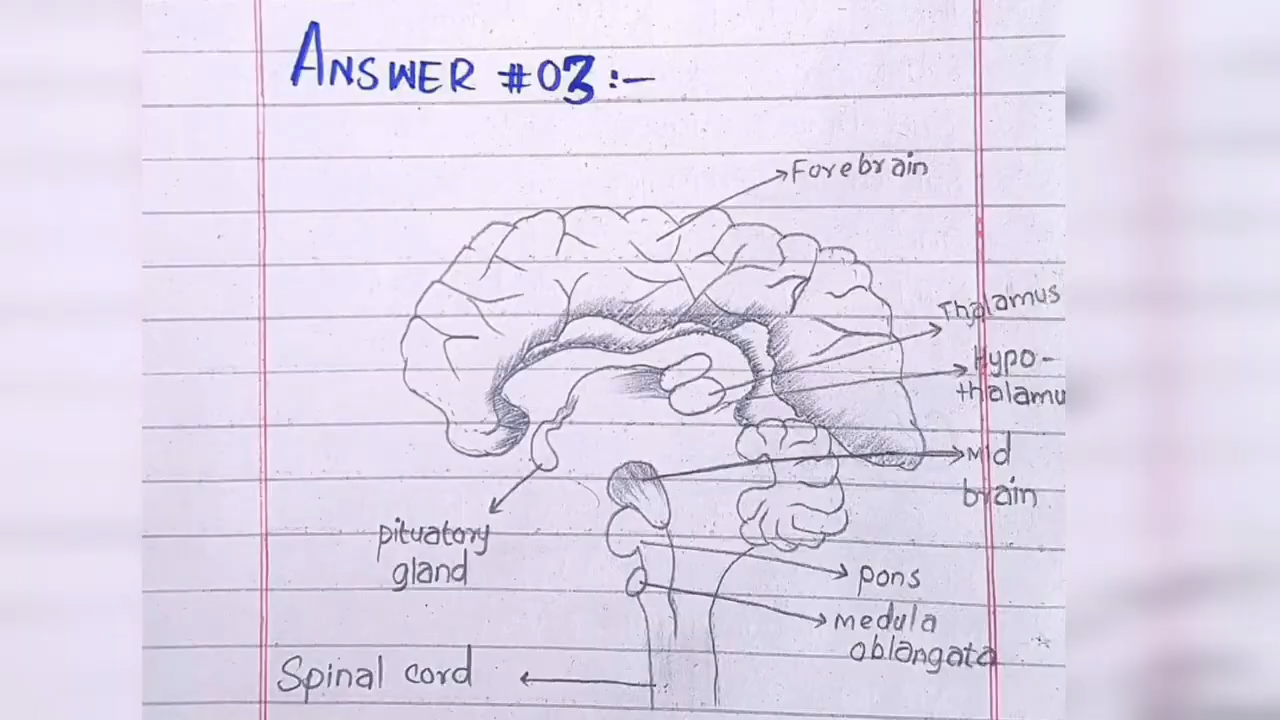 ANSWER #03:-
Forebrain
Thalamus
Hypo-
thalamu
Mid
brain
pituatory
gland
pons
medula
oblangata
Spinal cord